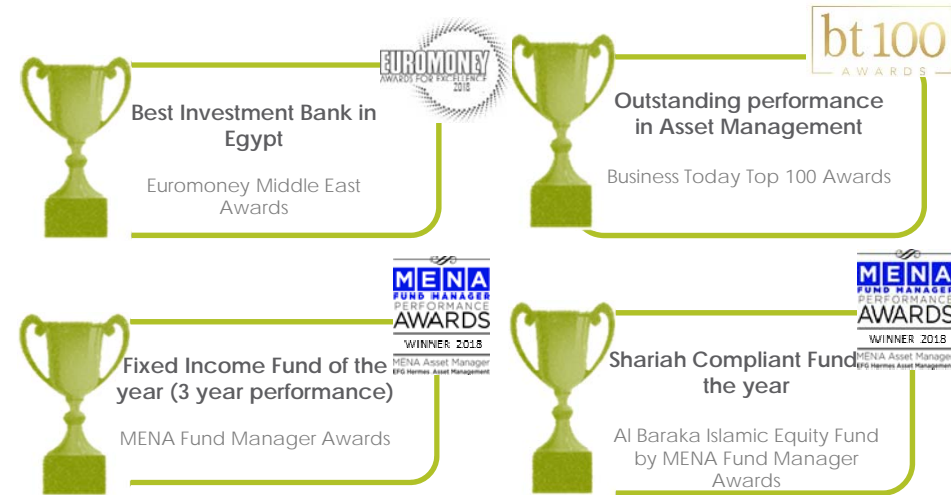 EUROMONEY
AWARDS FOR EXCELLENCE
2018
Best Investment Bank in
Egypt
Euromoney Middle East
Awards
bt 100
AWARDS
Outstanding performance
in Asset Management
Business Today Top 100 Awards
MENA
FUND MANAGER
PERFORMANCE
AWARDS
WINNER 2018
MENA Asset Manager
EFG Hermes Asset Management
Fixed Income Fund of the
year (3 year performance)
MENA Fund Manager Awards
MENA
FUND MANAGER
PERFORMANCE
AWARDS
WINNER 2018
MENA Asset Manager
EFG Hermes Asset Management
Shariah Compliant Fund
the year
Al Baraka Islamic Equity Fund
by MENA Fund Manager
Awards